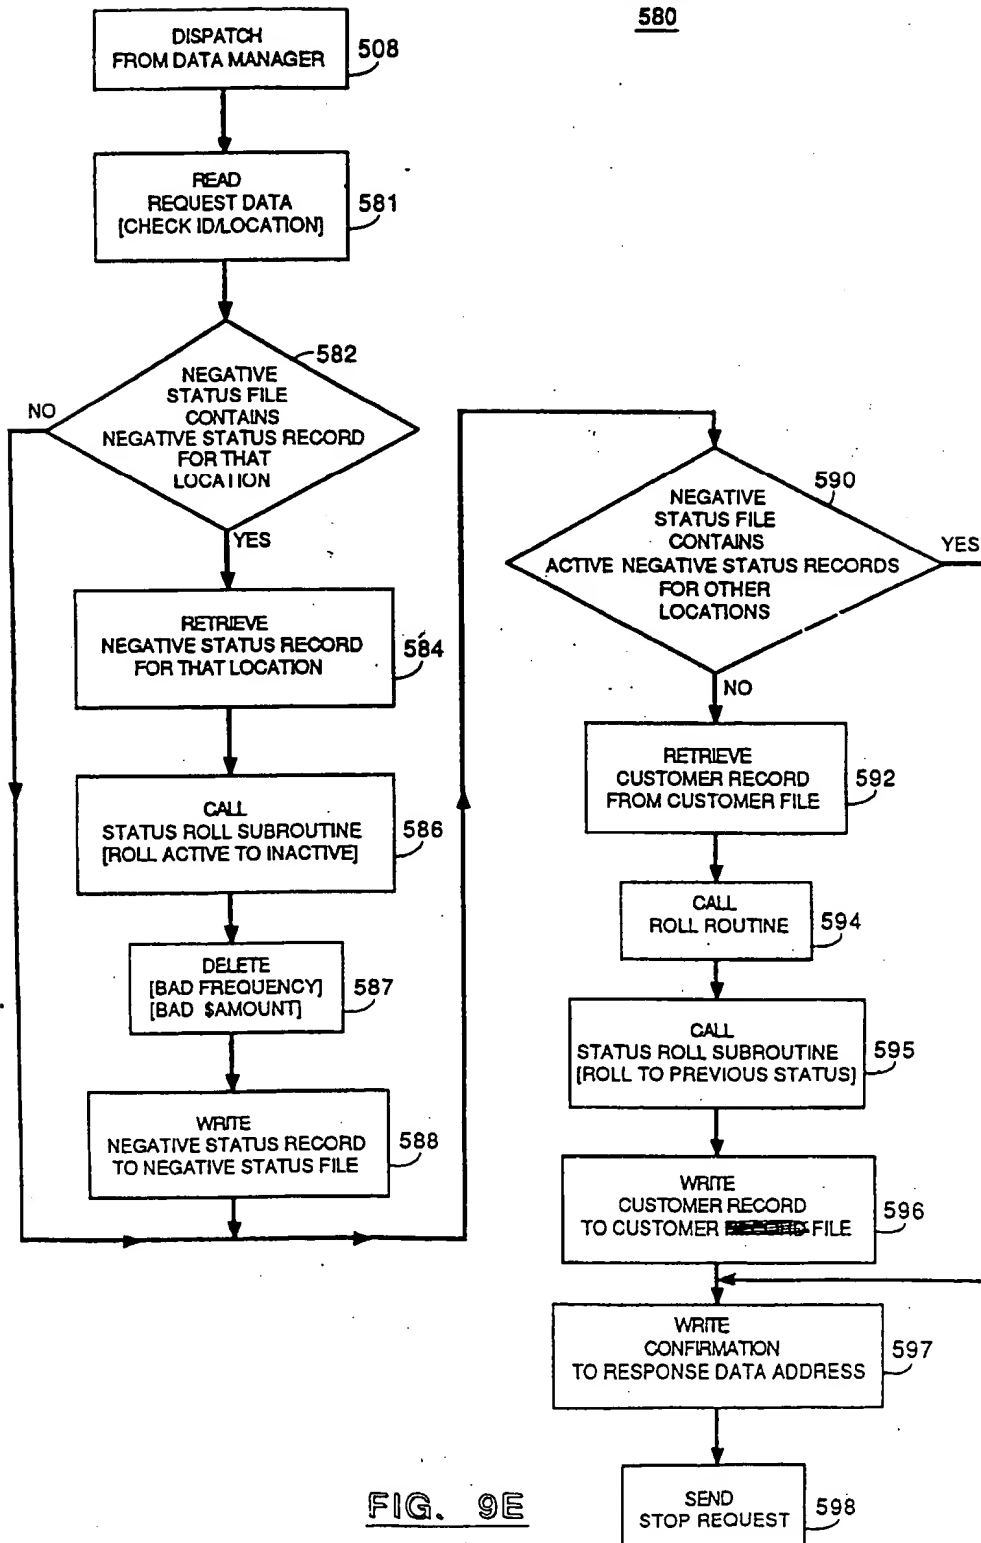 580
DISPATCH
FROM DATA MANAGER
508
READ
REQUEST DATA
[CHECK ID/LOCATION]
581
582
NEGATIVE
STATUS FILE
CONTAINS
NEGATIVE STATUS RECORD
FOR THAT
LOCATION
NO
YES
RETRIEVE
NEGATIVE STATUS RECORD
FOR THAT LOCATION
584
CALL
STATUS ROLL SUBROUTINE
[ROLL ACTIVE TO INACTIVE]
586
DELETE
[BAD FREQUENCY]
[BAD $AMOUNT]
587
WRITE
NEGATIVE STATUS RECORD
TO NEGATIVE STATUS FILE
588
590
NEGATIVE
STATUS FILE
CONTAINS
ACTIVE NEGATIVE STATUS RECORDS
FOR OTHER
LOCATIONS
YES
NO
RETRIEVE
CUSTOMER RECORD
FROM CUSTOMER FILE
592
CALL
ROLL ROUTINE
594
CALL
STATUS ROLL SUBROUTINE
[ROLL TO PREVIOUS STATUS]
595
WRITE
CUSTOMER RECORD
TO CUSTOMER FILE
596
WRITE
CONFIRMATION
TO RESPONSE DATA ADDRESS
597
SEND
STOP REQUEST
598
FIG. 9E